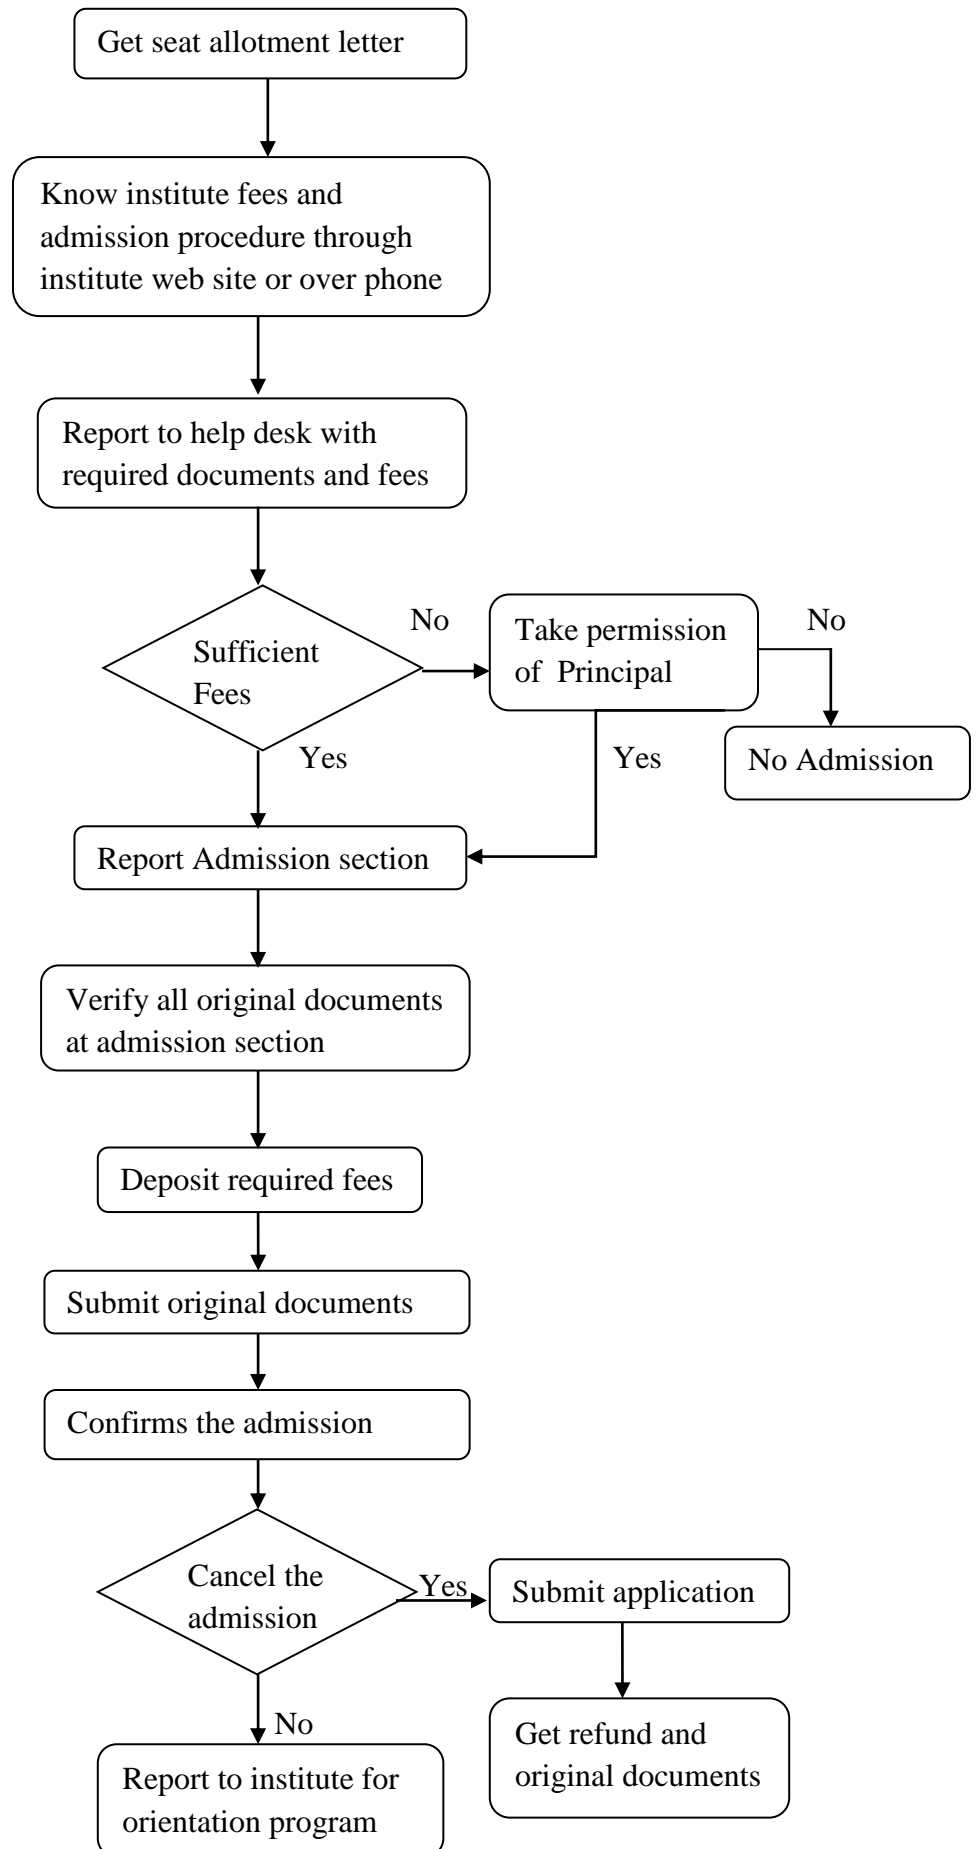 Get seat allotment letter
Know institute fees and
admission procedure through
institute web site or over phone
Report to help desk with
required documents and fees
Sufficient
Fees
No
Take permission
of  Principal
No
Yes
Yes
No Admission
Report Admission section
Verify all original documents
at admission section
Deposit required fees
Submit original documents
Confirms the admission
Cancel the
admission
Yes
Submit application
No
Get refund and
original documents
Report to institute for
orientation program